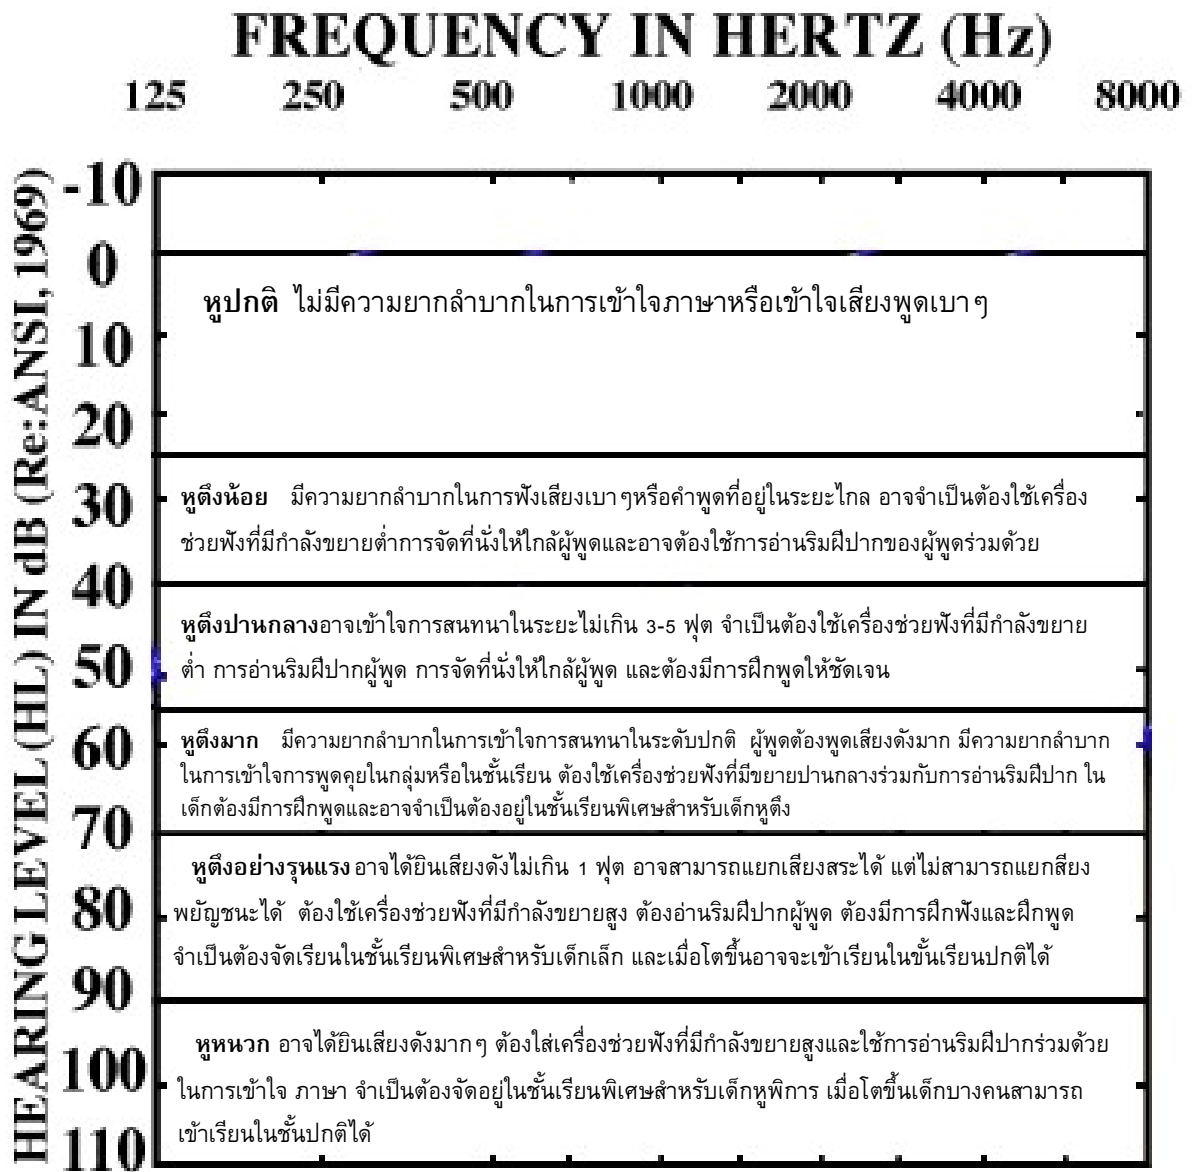 FREQUENCY IN HERTZ (Hz)
125 250 500 1000 2000 4000 8000
HEARING LEVEL (HL) IN dB (Re: ANSI, 1969)
-10
0
หูปกติ ไม่มีความยากลำบากในการเข้าใจภาษาหรือเข้าใจเสียงพูดเบาๆ
10
20
30
หูตึงน้อย มีความยากลำบากในการฟังเสียงเบาๆหรือคำพูดที่อยู่ในระยะไกล อาจจำเป็นต้องใช้เครื่อง
ช่วยฟังที่มีกำลังขยายต่ำการจัดที่นั่งให้ใกล้ผู้พูดและอาจต้องใช้การอ่านริมฝีปากของผู้พูดร่วมด้วย
40
หูตึงปานกลางอาจเข้าใจการสนทนาในระยะไม่เกิน 3-5 ฟุต จำเป็นต้องใช้เครื่องช่วยฟังที่มีกำลังขยาย
50
ต่ำ การอ่านริมฝีปากผู้พูด การจัดที่นั่งให้ใกล้ผู้พูด และต้องมีการฝึกพูดให้ชัดเจน
60
หูตึงมาก มีความยากลำบากในการเข้าใจการสนทนาในระดับปกติ ผู้พูดต้องพูดเสียงดังมาก มีความยากลำบาก
ในการเข้าใจการพูดคุยในกลุ่มหรือในชั้นเรียน ต้องใช้เครื่องช่วยฟังที่มีขยายปานกลางร่วมกับการอ่านริมฝีปาก ใน
เด็กต้องมีการฝึกพูดและอาจจำเป็นต้องอยู่ในชั้นเรียนพิเศษสำหรับเด็กหูตึง
70
หูตึงอย่างรุนแรง อาจได้ยินเสียงดังไม่เกิน 1 ฟุต อาจสามารถแยกเสียงสระได้ แต่ไม่สามารถแยกสียง
80
พยัญชนะได้ ต้องใช้เครื่องช่วยฟังที่มีกำลังขยายสูง ต้องอ่านริมฝีปากผู้พูด ต้องมีการฝึกฟังและฝึกพูด
จำเป็นต้องจัดเรียนในชั้นเรียนพิเศษสำหรับเด็กเล็ก และเมื่อโตขึ้นอาจจะเข้าเรียนในขั้นเรียนปกติได้
90
หูหนวก อาจได้ยินเสียงดังมากๆ ต้องใส่เครื่องช่วยฟังที่มีกำลังขยายสูงและใช้การอ่านริมฝีปากร่วมด้วย
100
ในการเข้าใจ ภาษา จำเป็นต้องจัดอยู่ในชั้นเรียนพิเศษสำหรับเด็กหูพิการ เมื่อโตขึ้นเด็กบางคนสามารถ
เข้าเรียนในชั้นปกติได้
110